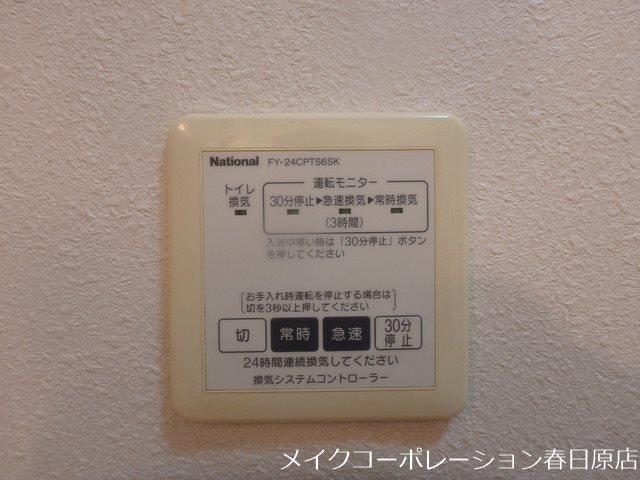 National FY-24CPTS6SK
運転モニター
トイレ
換気
30分停止▶急速換気▶常時換気
(3時間)
入浴中寒い時は「30分停止」ボタン
を押してください
お手入れ時運転を停止する場合は
切を3秒以上押してください
切 常時 急速 30分
停止
24時間連続換気してください
換気システムコントローラー
メイクコーポレーション春日原店